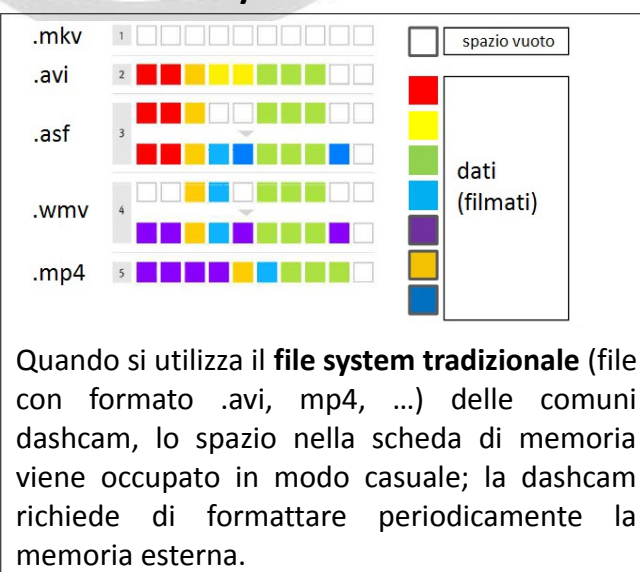 .mkv 1
spazio vuoto
.avi 2
.asf 3
dati
(filmati)
.wmv 4
.mp4 5
Quando si utilizza il file system tradizionale (file
con formato .avi, mp4, …) delle comuni
dashcam, lo spazio nella scheda di memoria
viene occupato in modo casuale; la dashcam
richiede di formattare periodicamente la
memoria esterna.